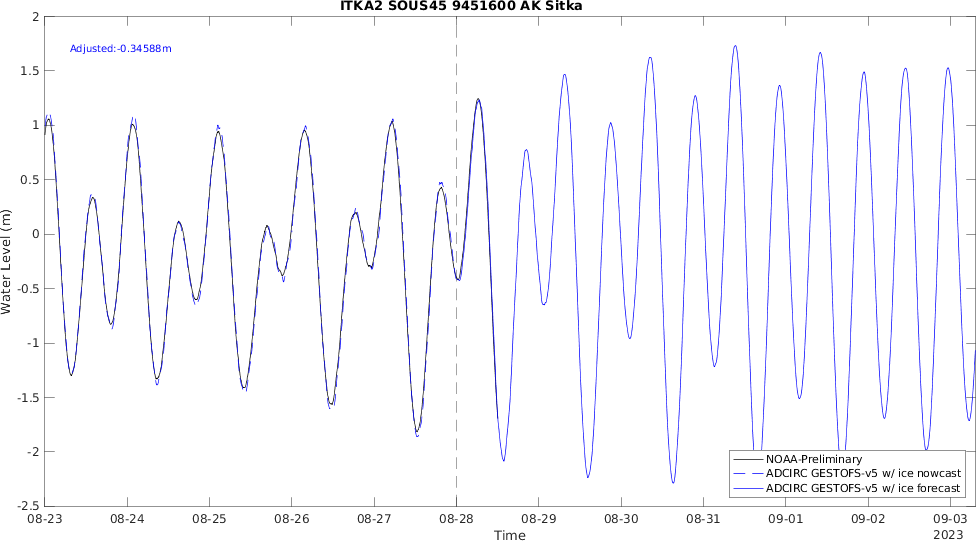 ITKA2 SOUS45 9451600 AK Sitka
Adjusted:-0.34588m
Water Level (m)
2
1.5
1
0.5
0
-0.5
-1
-1.5
-2
-2.5
NOAA-Preliminary
ADCIRC GESTOFS-v5 w/ ice nowcast
ADCIRC GESTOFS-v5 w/ ice forecast
08-23 08-24 08-25 08-26 08-27 08-28 08-29 08-30 08-31 09-01 09-02 09-03
Time
2023